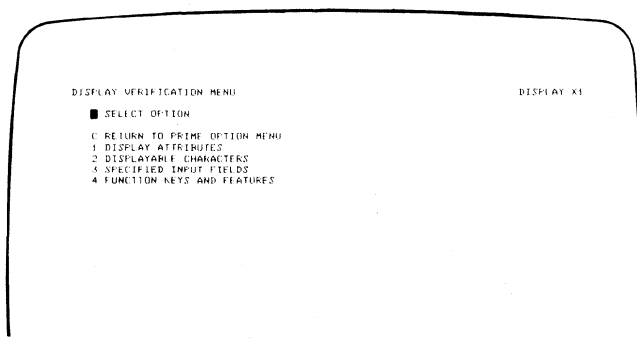 DISPLAY VERIFICATION MENU DISPLAY X1
SELECT OPTION
C RETURN TO PRIME OPTION MENU
1 DISPLAY ATTRIBUTES
2 DISPLAYABLE CHARACTERS
3 SPECIFIED INPUT FIELDS
4 FUNCTION KEYS AND FEATURES